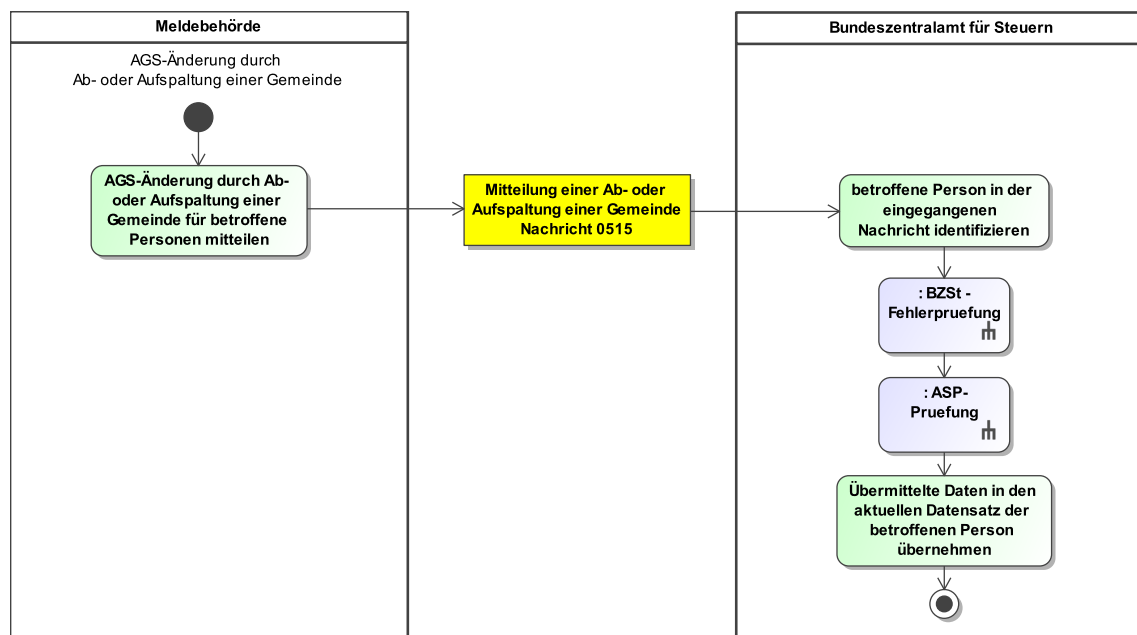 Meldebehörde
AGS-Änderung durch
Ab- oder Aufspaltung einer Gemeinde
AGS-Änderung durch Ab-
oder Aufspaltung einer
Gemeinde für betroffene
Personen mitteilen
Mitteilung einer Ab- oder
Aufspaltung einer Gemeinde
Nachricht 0515
Bundeszentralamt für Steuern
betroffene Person in der
eingegangenen
Nachricht identifizieren
: BZSt -
Fehlerpruefung
: ASP-
Pruefung
Übermittelte Daten in den
aktuellen Datensatz der
betroffenen Person
übernehmen